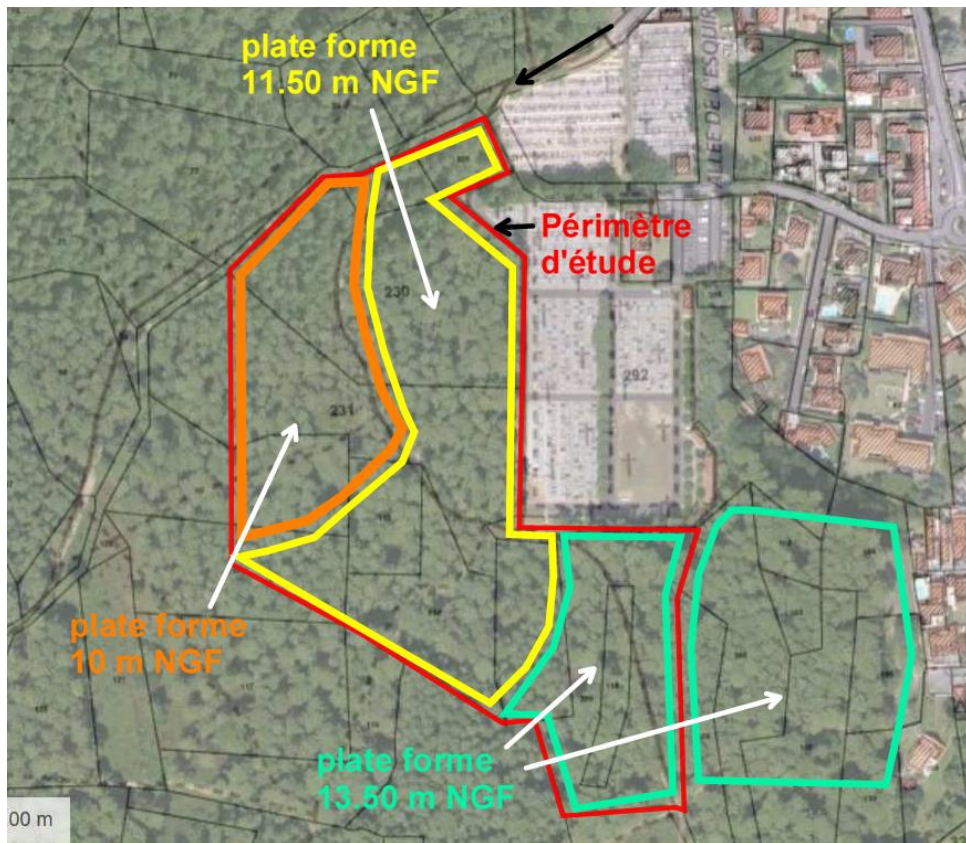 plate forme
11.50 m NGF
Périmètre
d'étude
230
231
292
plate forme
10 m NGF
plate forme
13.50 m NGF
00 m